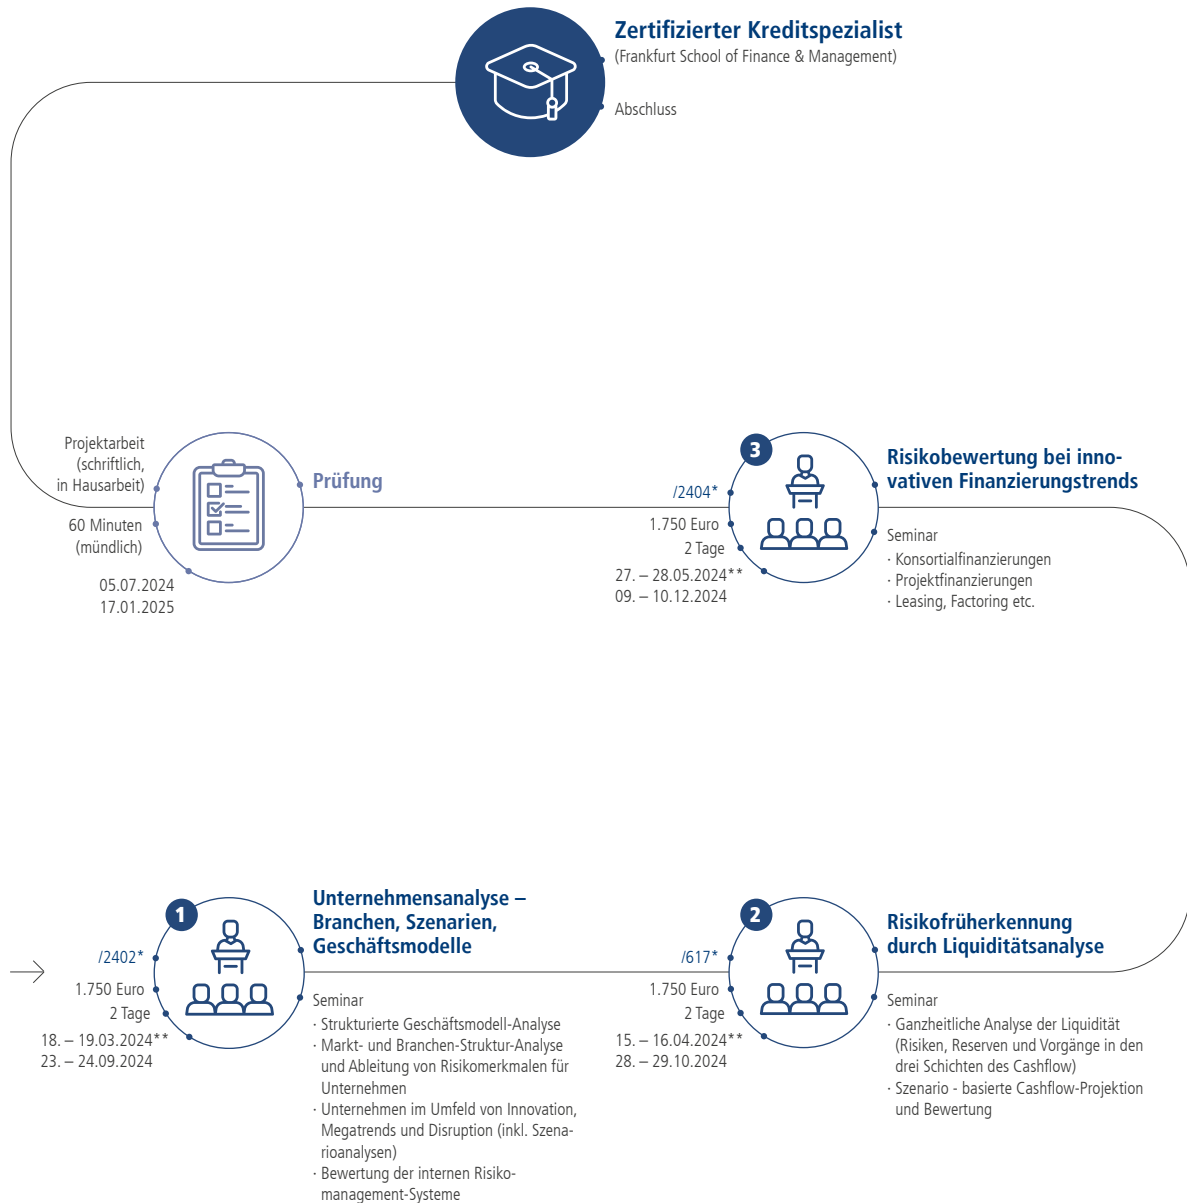 Zertifizierter Kreditspezialist
(Frankfurt School of Finance & Management)
Abschluss
Projektarbeit
(schriftlich,
in Hausarbeit)
60 Minuten
(mündlich)
05.07.2024
17.01.2025
Prüfung
3
/2404*
1.750 Euro
2 Tage
27. – 28.05.2024**
09. – 10.12.2024
Risikobewertung bei inno-
vativen Finanzierungstrends
Seminar
· Konsortialfinanzierungen
· Projektfinanzierungen
· Leasing, Factoring etc.
1
/2402*
1.750 Euro
2 Tage
18. – 19.03.2024**
23. – 24.09.2024
Unternehmensanalyse –
Branchen, Szenarien,
Geschäftsmodelle
Seminar
· Strukturierte Geschäftsmodell-Analyse
· Markt- und Branchen-Struktur-Analyse
und Ableitung von Risikomerkmalen für
Unternehmen
· Unternehmen im Umfeld von Innovation,
Megatrends und Disruption (inkl. Szena-
rioanalysen)
· Bewertung der internen Risiko-
management-Systeme
2
/617*
1.750 Euro
2 Tage
15. – 16.04.2024**
28. – 29.10.2024
Risikofrüherkennung
durch Liquiditätsanalyse
Seminar
· Ganzheitliche Analyse der Liquidität
(Risiken, Reserven und Vorgänge in den
drei Schichten des Cashflow)
· Szenario - basierte Cashflow-Projektion
und Bewertung